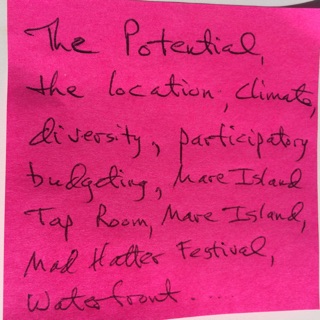 The Potential,
the location, climate,
diversity, participatory
budgeting, Mare Island
Tap Room, Mare Island,
Mad Hatter Festival,
Waterfront.....